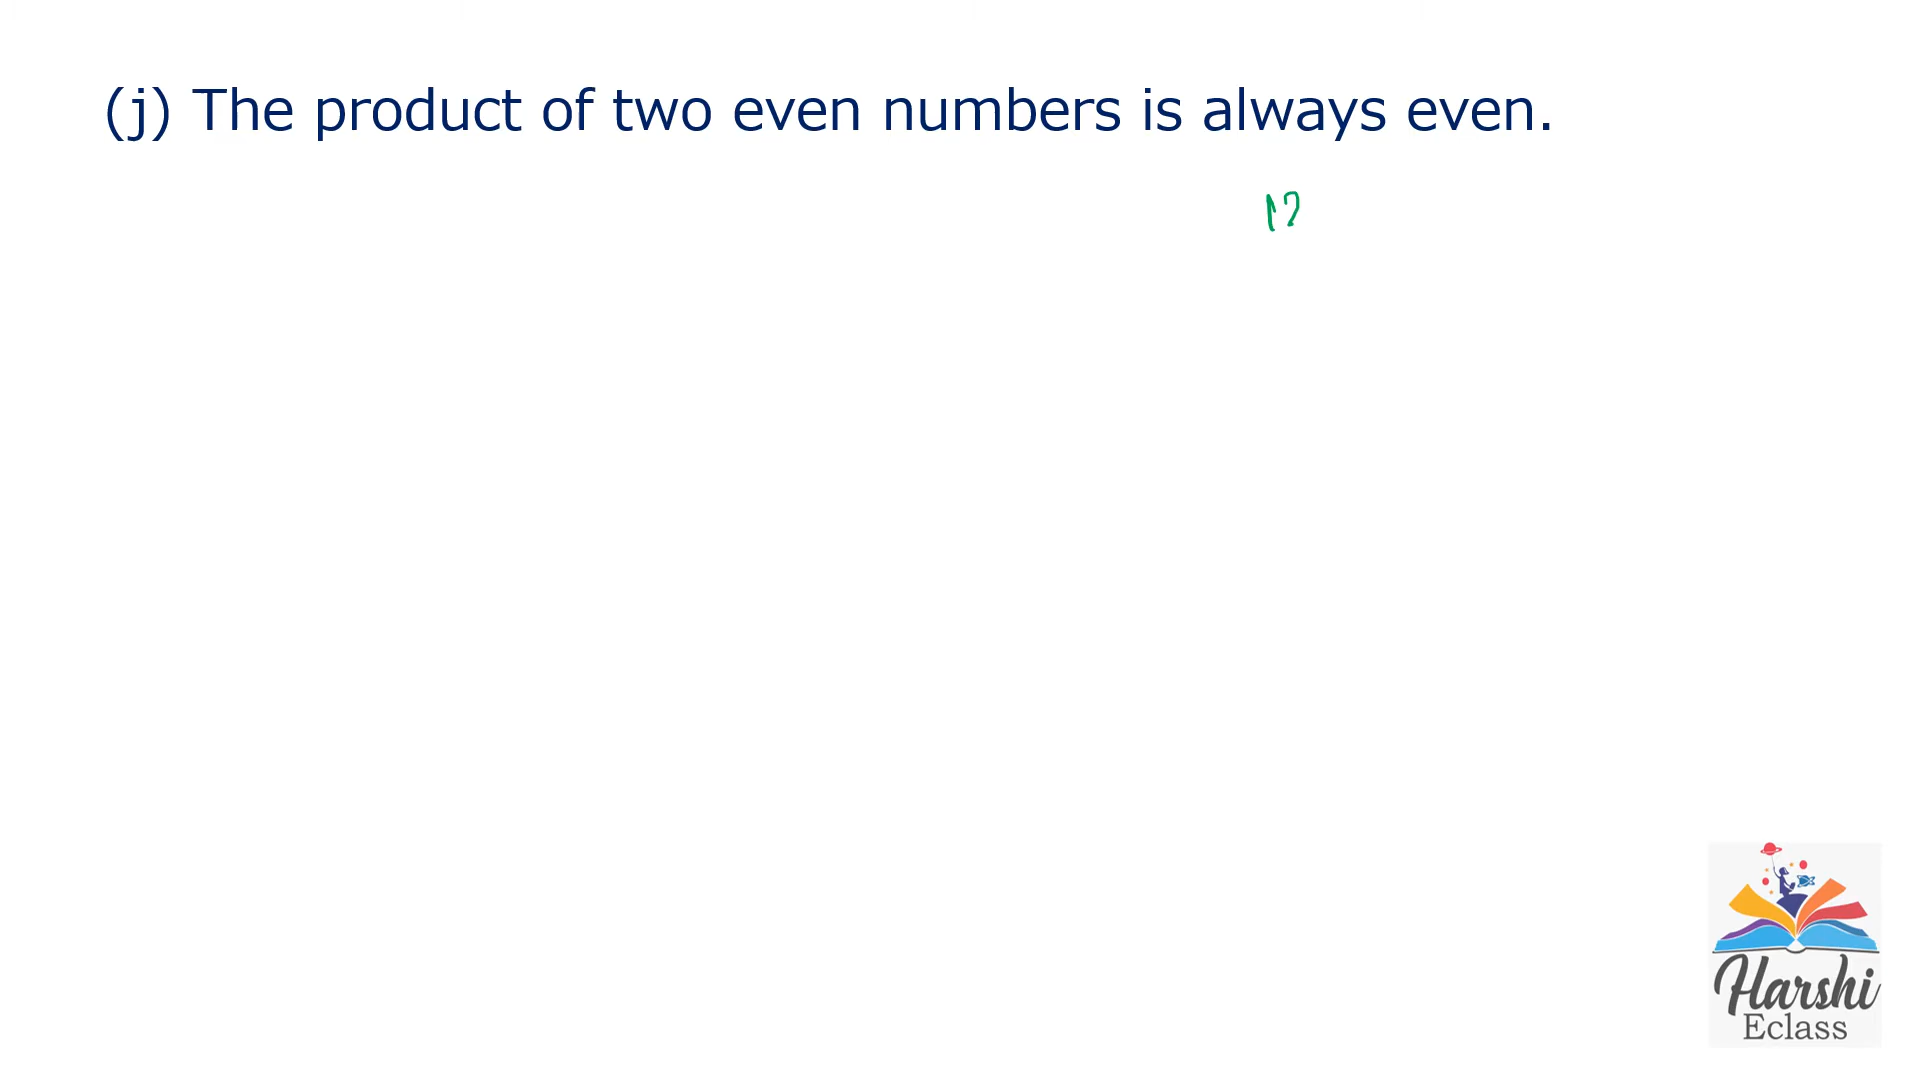 (j) The product of two even numbers is always even.
Harshi
Eclass